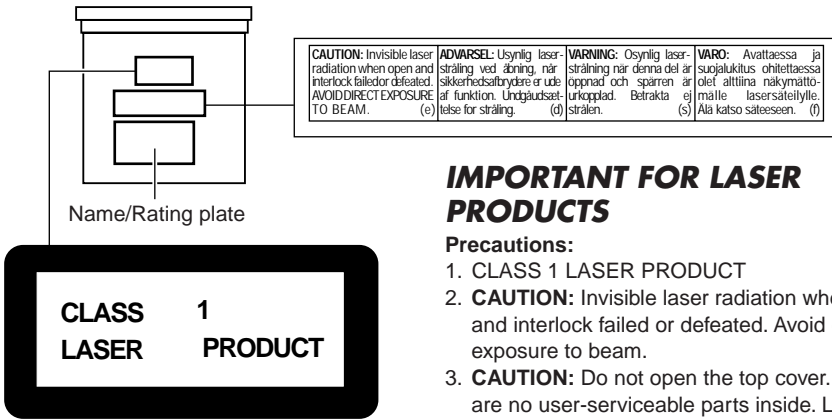 CAUTION: Invisible laser
radiation when open and
interlock failedor defeated.
AVOID DIRECT EXPOSURE
TO BEAM. (e)
ADVARSEL: Usynlig laser-
stråling ved åbning, når
sikkerhedsafbrydere er ude
af funktion. Undgåudsæt-
telse for stråling. (d)
VARNING: Osynlig laser-
strålning när denna del är
öppnad och spärren är
urkopplad. Betrakta ej
strålen. (s)
VARO: Avattaessa ja
suojalukitus ohitettaessa
olet alttiina näkymättö-
mälle lasersäteilylle.
Älä katso säteeseen. (f)
Name/Rating plate
CLASS 1
LASER PRODUCT
IMPORTANT FOR LASER
PRODUCTS
Precautions:
1. CLASS 1 LASER PRODUCT
2. CAUTION: Invisible laser radiation
and interlock failed or defeated. Avoid
exposure to beam.
3. CAUTION: Do not open the top cover.
are no user-serviceable parts inside.